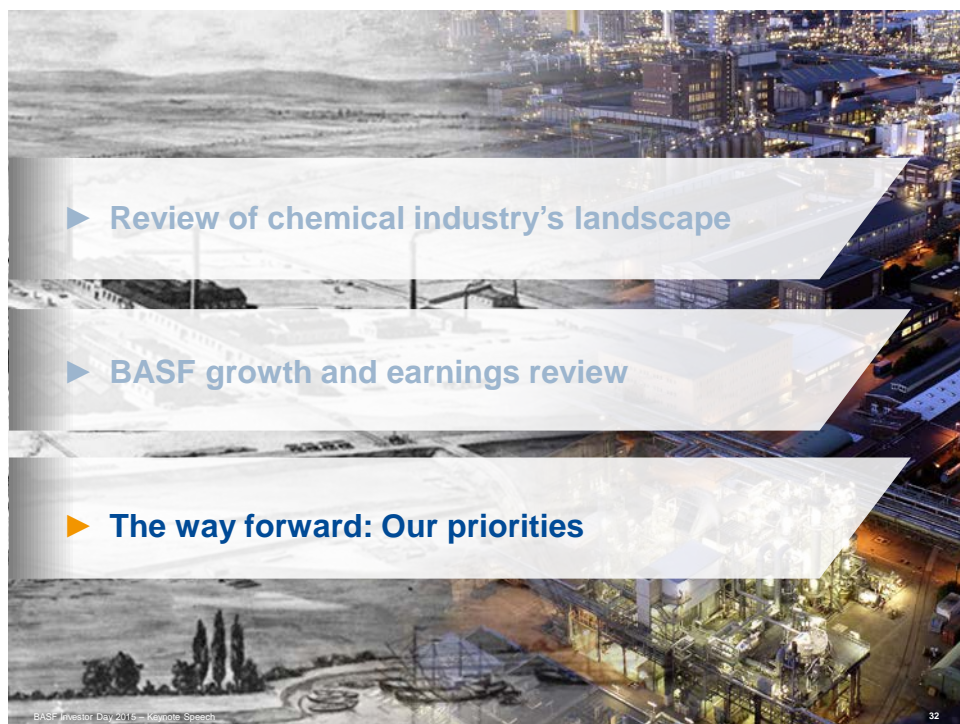 ► Review of chemical industry's landscape
► BASF growth and earnings review
► The way forward: Our priorities
BASF Investor Day 2015 – Keynote Speech
32